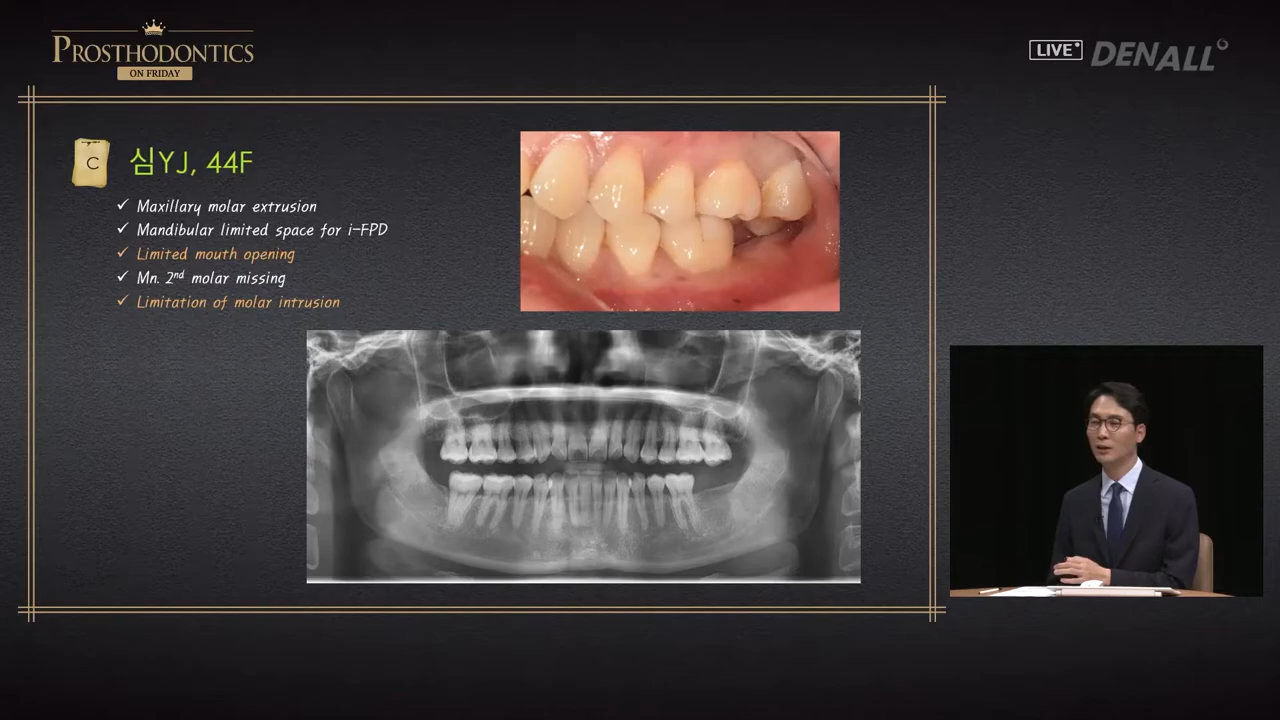 PROSTHODONTICS
ON FRIDAY
LIVE
DENALL
C
심YJ, 44F
✓ Maxillary molar extrusion
✓ Mandibular limited space for i-FPD
✓ Limited mouth opening
✓ Mn. 2nd molar missing
✓ Limitation of molar intrusion